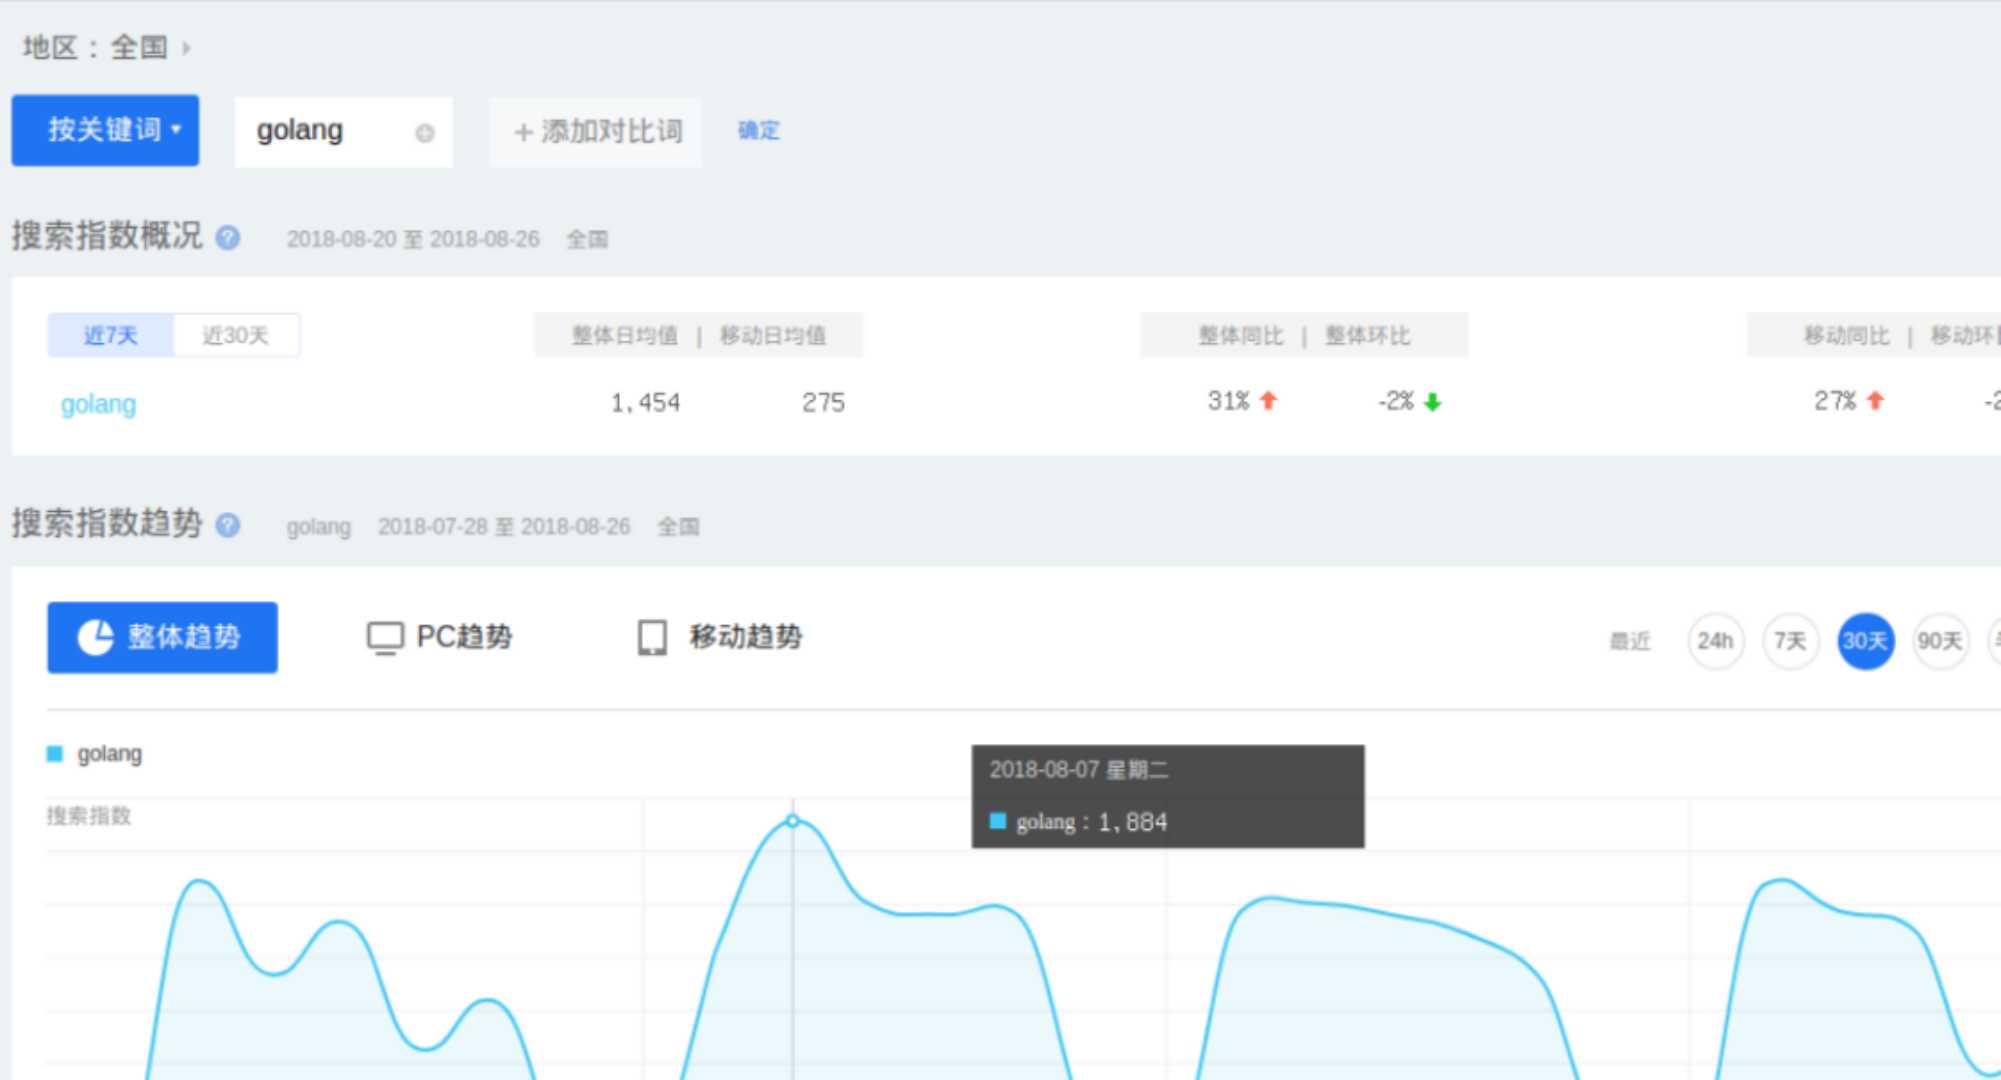 地区： 全国
按关键词 golang + 添加对比词 确定
搜索指数概况 ? 2018-08-20 至 2018-08-26 全国
近7天 近30天 整体日均值 | 移动日均值 整体同比 | 整体环比 移动同比 | 移动环
golang 1,454 275 31% -2% 27% -2
搜索指数趋势 ? golang 2018-07-28 至 2018-08-26 全国
整体趋势 PC趋势 移动趋势 最近 24h 7天 30天 90天
golang
2018-08-07 星期二
搜索指数
golang：1,884